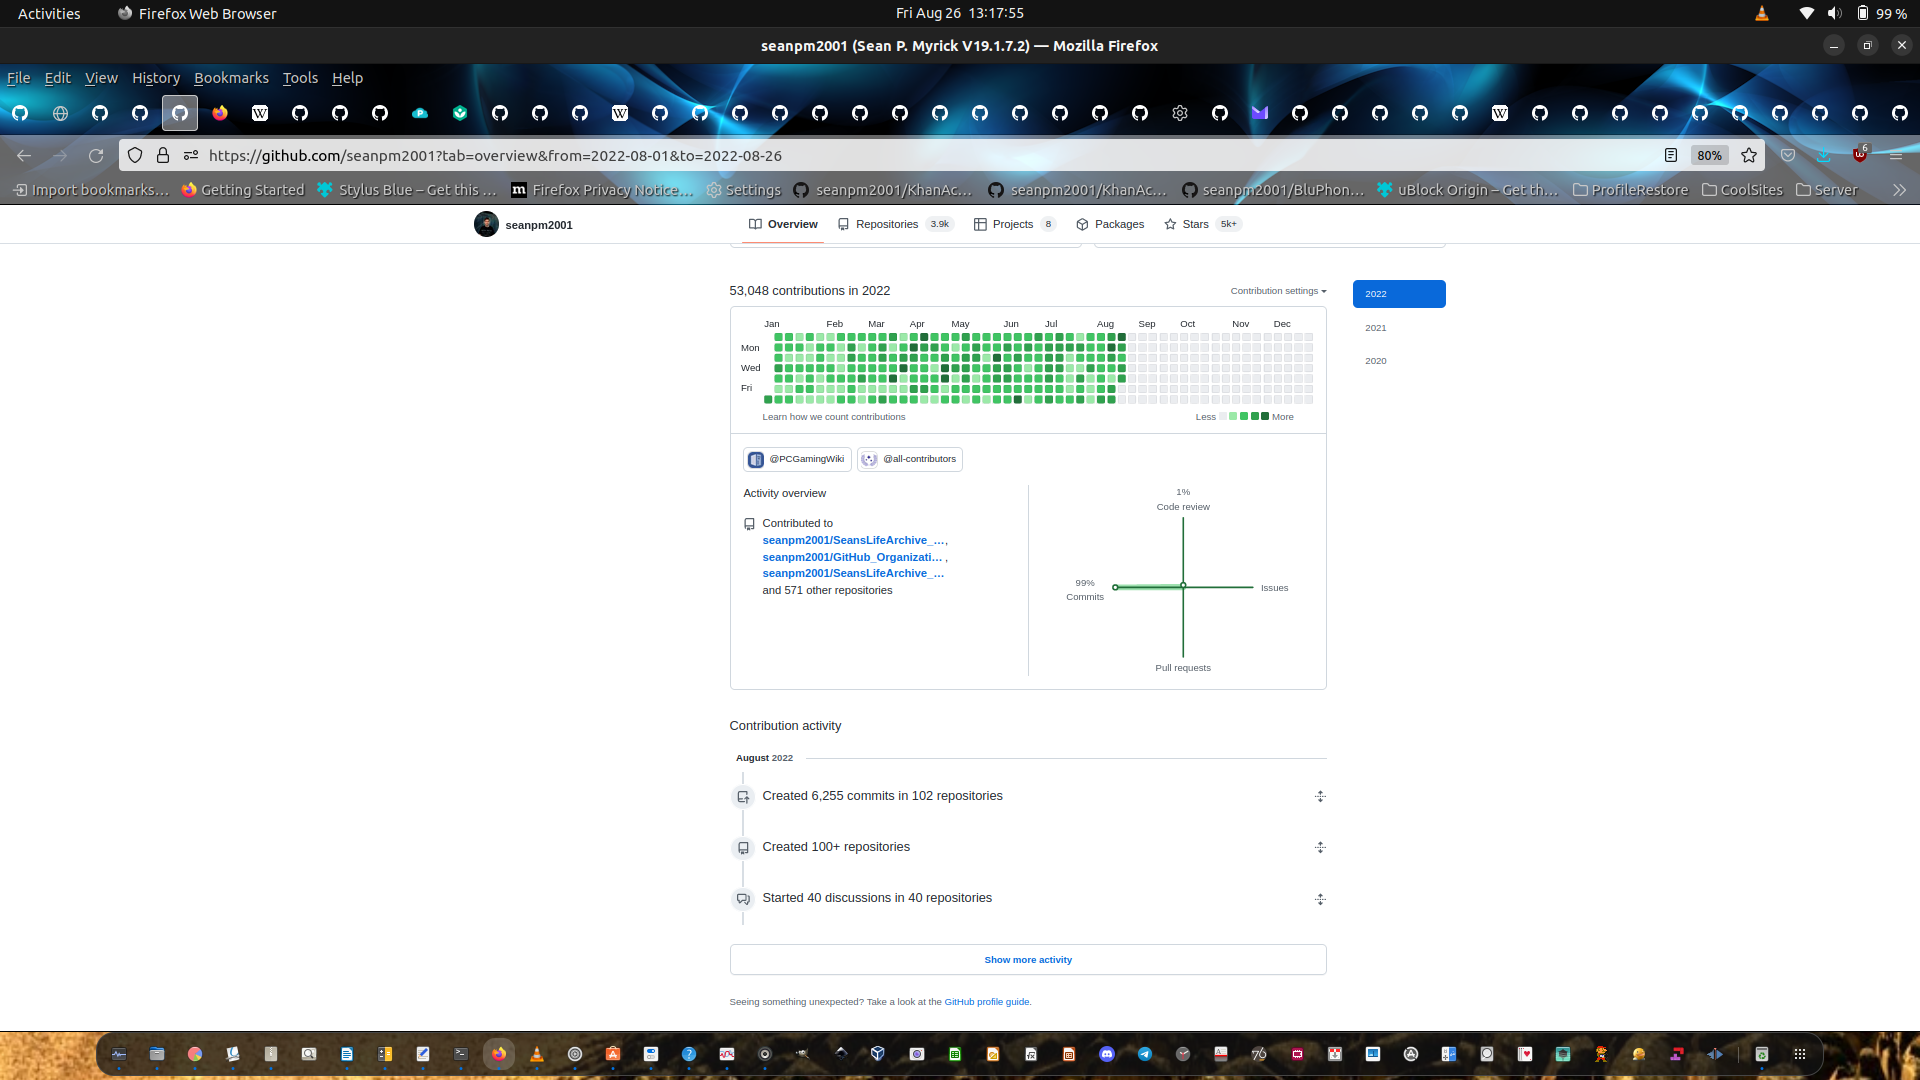 Activities
Firefox Web Browser
Fri Aug 26 13:17:55
99 %
seanpm2001 (Sean P. Myrick V19.1.7.2) — Mozilla Firefox
File Edit View History Bookmarks Tools Help
https://github.com/seanpm2001?tab=overview&from=2022-08-01&to=2022-08-26
80%
6
Import bookmarks...
Getting Started
Stylus Blue – Get this ...
Firefox Privacy Notice...
Settings
seanpm2001/KhanAc...
seanpm2001/KhanAc...
seanpm2001/BluPhon...
uBlock Origin – Get th...
ProfileRestore
CoolSites
Server
seanpm2001
Overview
Repositories 3.9k
Projects 8
Packages
Stars 5k+
53,048 contributions in 2022
Contribution settings
2022
2021
2020
Jan Feb Mar Apr May Jun Jul Aug Sep Oct Nov Dec
Mon
Wed
Fri
Learn how we count contributions
Less More
@PCGamingWiki
@all-contributors
Activity overview
Contributed to
seanpm2001/SeansLifeArchive_...,
seanpm2001/GitHub_Organizati... ,
seanpm2001/SeansLifeArchive_...
and 571 other repositories
1%
Code review
99%
Commits
Issues
Pull requests
Contribution activity
August 2022
Created 6,255 commits in 102 repositories
Created 100+ repositories
Started 40 discussions in 40 repositories
Show more activity
Seeing something unexpected? Take a look at the GitHub profile guide.